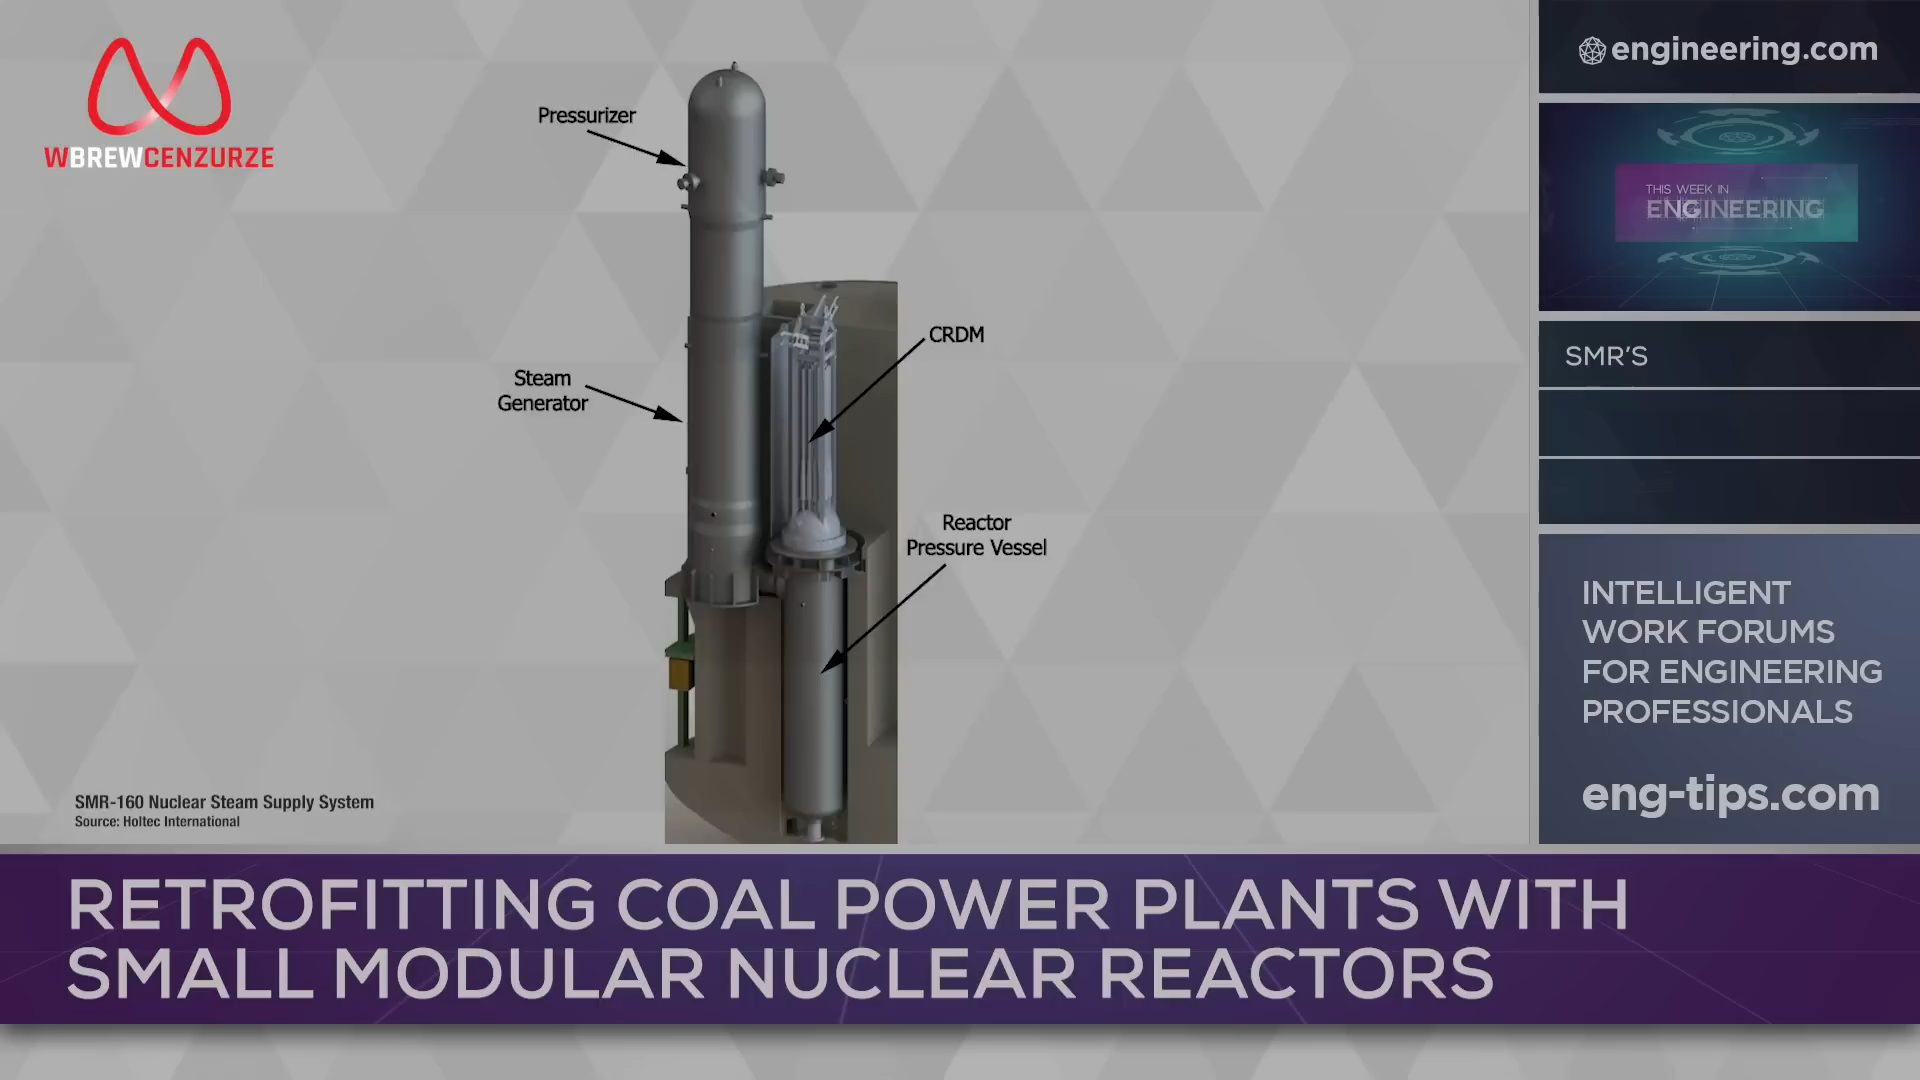 WBREWCENZURZE
Pressurizer
CRDM
Steam
Generator
Reactor
Pressure Vessel
SMR-160 Nuclear Steam Supply System
Source: Holtec International
engineering.com
THIS WEEK IN
ENGINEERING
SMR'S
INTELLIGENT
WORK FORUMS
FOR ENGINEERING
PROFESSIONALS
eng-tips.com
RETROFITTING COAL POWER PLANTS WITH
SMALL MODULAR NUCLEAR REACTORS